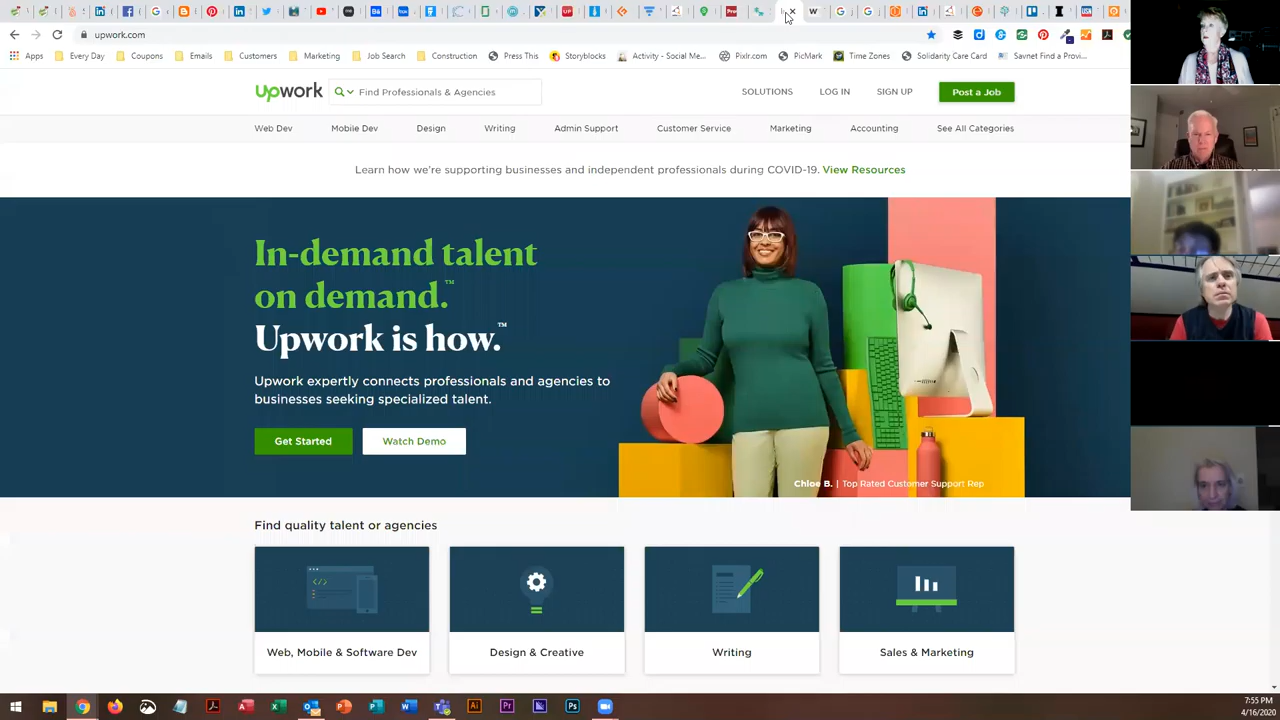 upwork.com
Apps
Every Day
Coupons
Emails
Customers
Marketing
Job Search
Construction
Press This
Storyblocks
Activity - Social Me...
Pixlr.com
PicMark
Time Zones
Solidarity Care Card
Savnet Find a Provi...
upwork
Find Professionals & Agencies
SOLUTIONS
LOG IN
SIGN UP
Post a Job
Web Dev
Mobile Dev
Design
Writing
Admin Support
Customer Service
Marketing
Accounting
See All Categories
Learn how we're supporting businesses and independent professionals during COVID-19. View Resources
In-demand talent
on demand.™
Upwork is how.™
Upwork expertly connects professionals and agencies to
businesses seeking specialized talent.
Get Started
Watch Demo
Chloe B. | Top Rated Customer Support Rep
Find quality talent or agencies
Web, Mobile & Software Dev
Design & Creative
Writing
Sales & Marketing
7:55 PM
4/16/2020